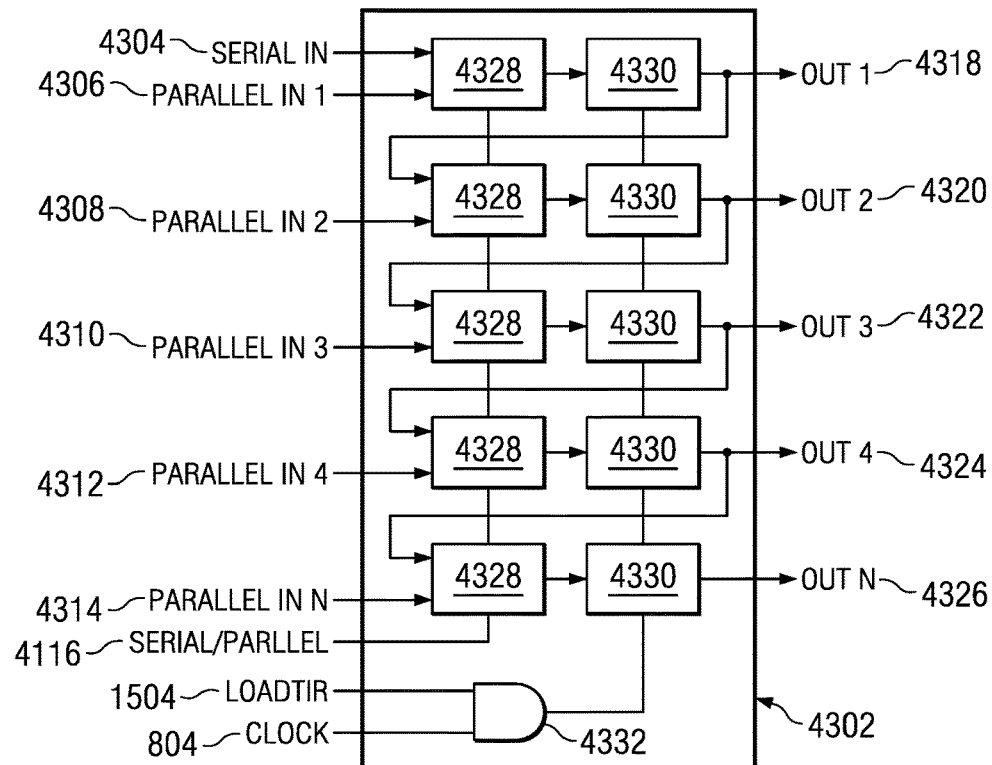 4304 SERIAL IN 4328 4330 OUT 1 4318
4306 PARALLEL IN 1
4308 PARALLEL IN 2 4328 4330 OUT 2 4320
4310 PARALLEL IN 3 4328 4330 OUT 3 4322
4312 PARALLEL IN 4 4328 4330 OUT 4 4324
4314 PARALLEL IN N 4328 4330 OUT N 4326
4116 SERIAL/PARLLEL
1504 LOADTIR
804 CLOCK 4332 4302